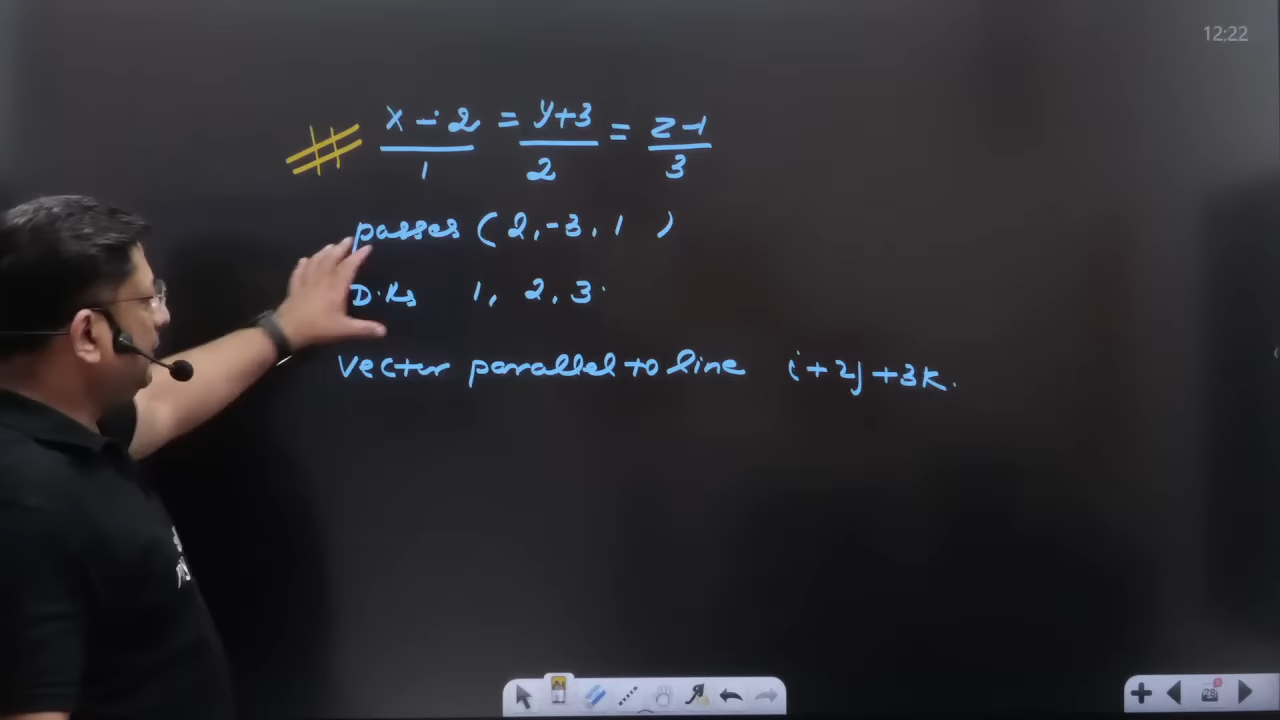 12:22
x - 2 / 1 = y+3 / 2 = z-1 / 3
passes ( 2, -3, 1 )
D.Rs 1, 2, 3.
vector parallel to line i + 2j + 3k.
28